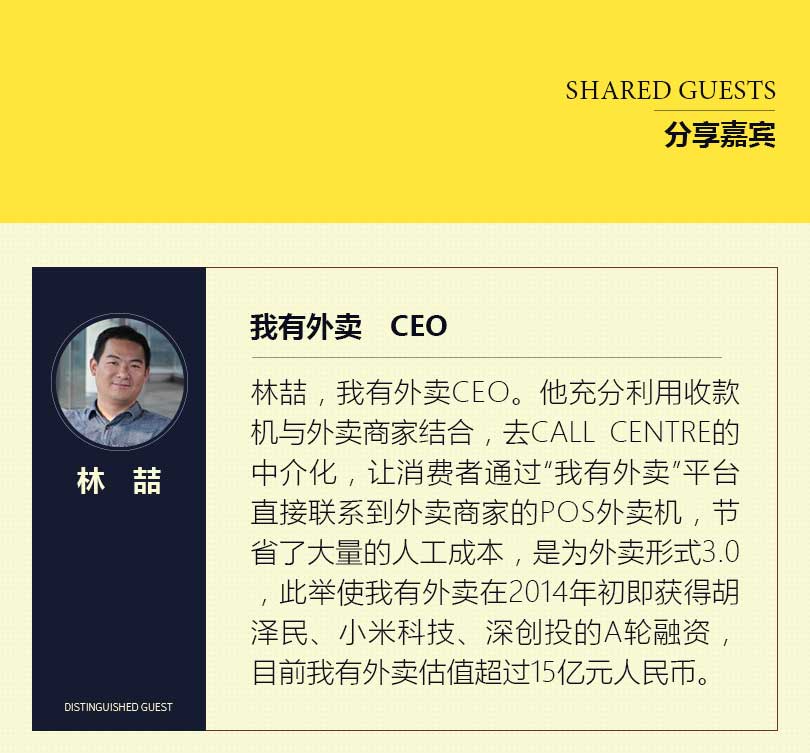 SHARED GUESTS
分享嘉宾
林 喆
DISTINGUISHED GUEST
我有外卖 CEO
林喆，我有外卖CEO。他充分利用收款
机与外卖商家结合，去CALL CENTRE的
中介化，让消费者通过“我有外卖”平台
直接联系到外卖商家的POS外卖机，节
省了大量的人工成本，是为外卖形式3.0
，此举使我有外卖在2014年初即获得胡
泽民、小米科技、深创投的A轮融资，
目前我有外卖估值超过15亿元人民币。